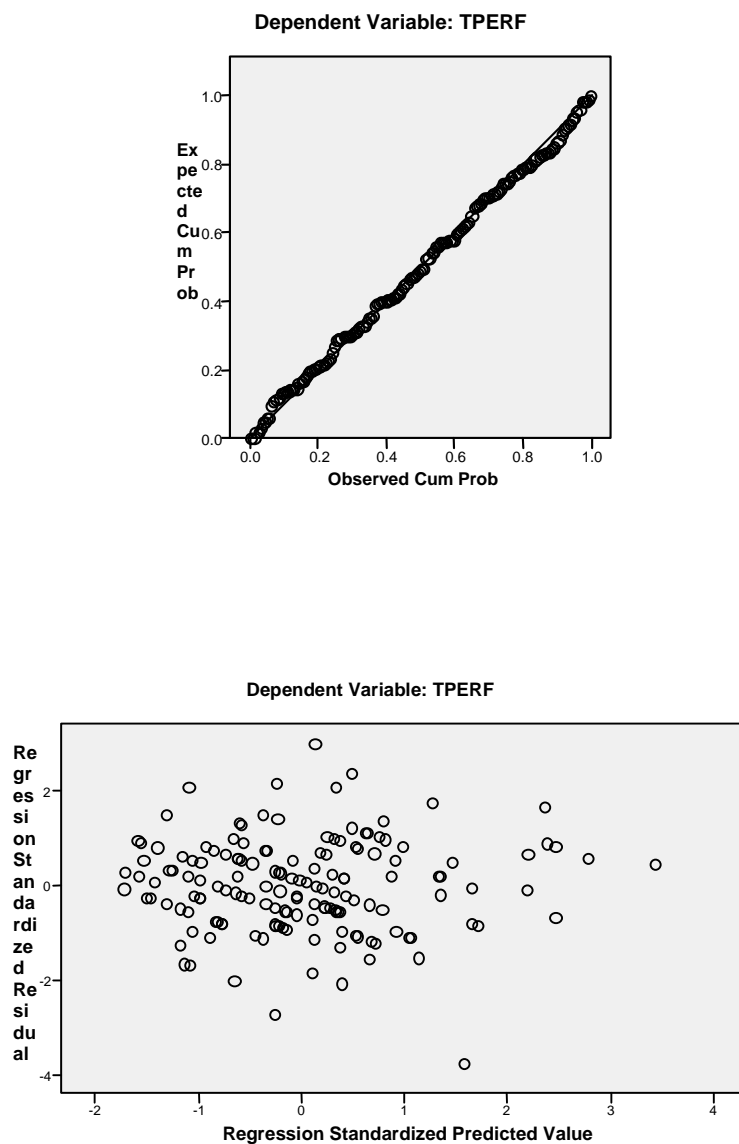 Dependent Variable: TPERF
1.0
0.8
0.6
0.4
0.2
0.0
Ex
pe
cte
d
Cu
m
Pr
ob
0.0 0.2 0.4 0.6 0.8 1.0
Observed Cum Prob
Dependent Variable: TPERF
Re
gr
es
si
on
St
an
da
rdi
ze
d
Re
si
du
al
2
0
-2
-4
-2 -1 0 1 2 3 4
Regression Standardized Predicted Value